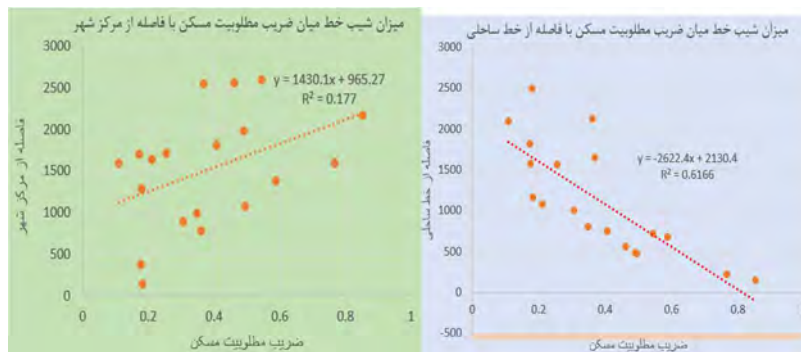 میزان شیب خط میان ضریب مطلوبیت مسکن با فاصله از مرکز شهر
3000
2500
2000
1500
1000
500
0
0
0.2
0.4
0.6
0.8
1
y = 1430.1x + 965.27
R² = 0.177
فاصله از مرکز شهر
ضریب مطلوبیت مسکن
میزان شیب خط میان ضریب مطلوبیت مسکن با فاصله از خط ساحلی
3000
2500
2000
1500
1000
500
0
-500
0
0.2
0.4
0.6
0.8
1
y = -2622.4x + 2130.4
R² = 0.6166
فاصله از خط ساحلی
ضریب مطلوبیت مسکن